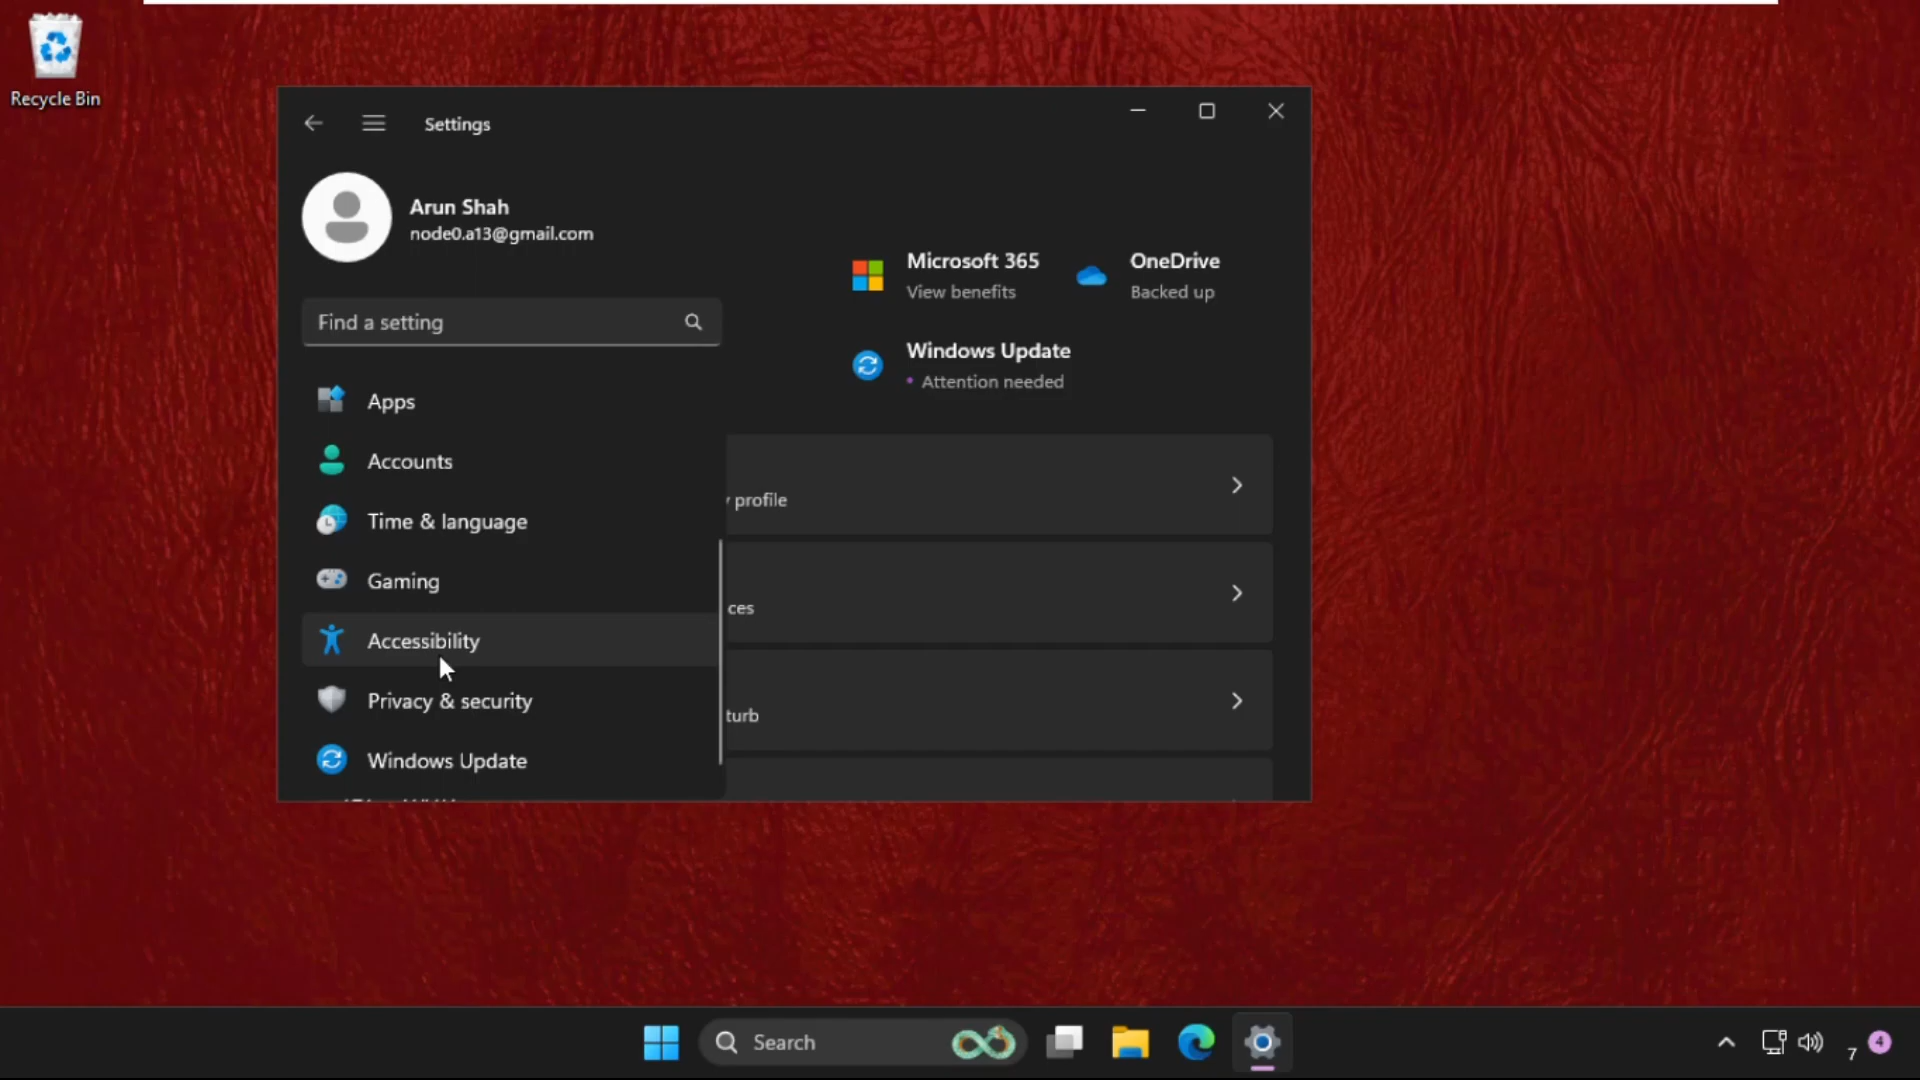 Recycle Bin
Settings
Arun Shah
node0.a13@gmail.com
Find a setting
Apps
Accounts
Time & language
Gaming
Accessibility
Privacy & security
Windows Update
Microsoft 365
View benefits
OneDrive
Backed up
Windows Update
• Attention needed
profile
ces
turb
Search
7
4